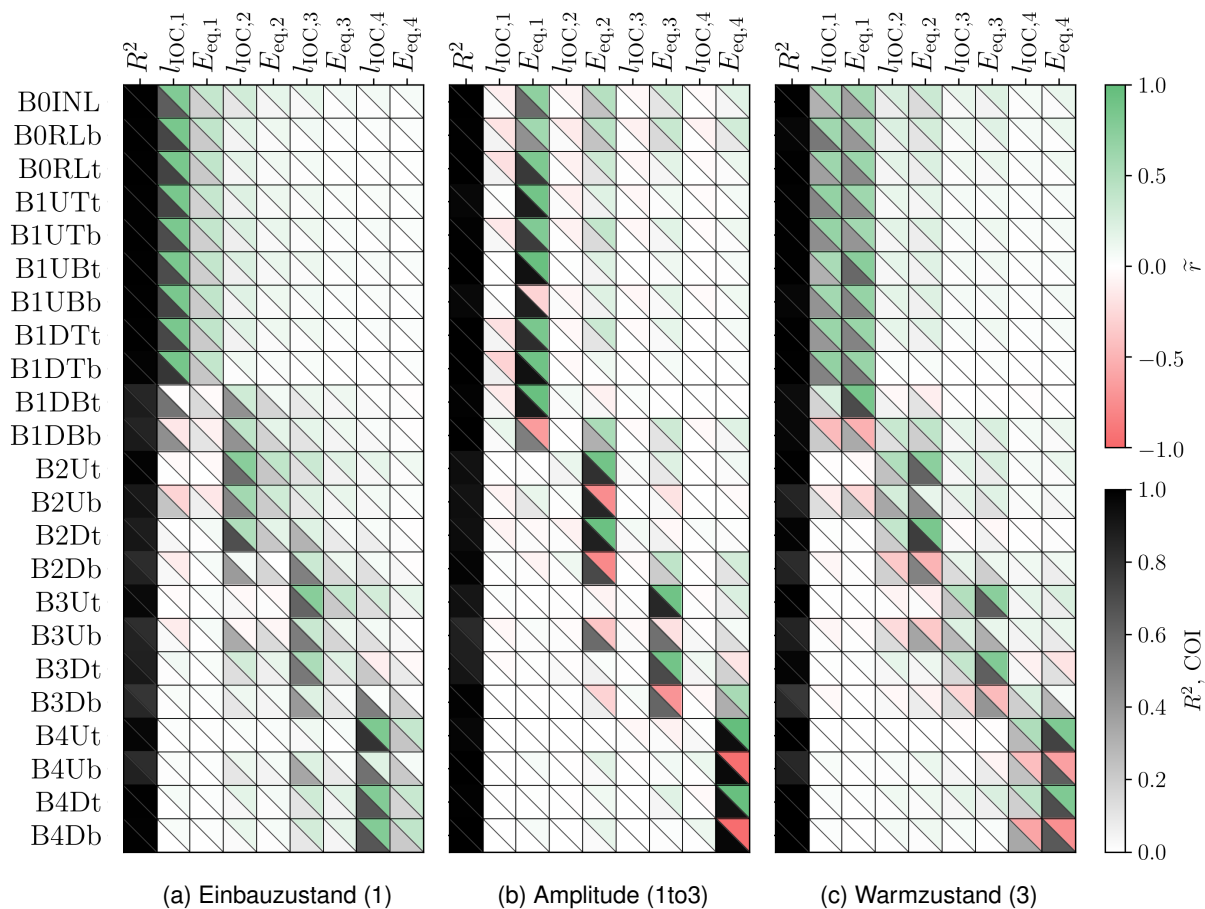 R² l_IOC,1 E_eq,1 l_IOC,2 E_eq,2 l_IOC,3 E_eq,3 l_IOC,4 E_eq,4
R² l_IOC,1 E_eq,1 l_IOC,2 E_eq,2 l_IOC,3 E_eq,3 l_IOC,4 E_eq,4
R² l_IOC,1 E_eq,1 l_IOC,2 E_eq,2 l_IOC,3 E_eq,3 l_IOC,4 E_eq,4
B0INL
B0RLb
B0RLt
B1UTt
B1UTb
B1UBt
B1UBb
B1DTt
B1DTb
B1DBt
B1DBb
B2Ut
B2Ub
B2Dt
B2Db
B3Ut
B3Ub
B3Dt
B3Db
B4Ut
B4Ub
B4Dt
B4Db
1.0
0.5
0.0
−0.5
−1.0
r̃
1.0
0.8
0.6
0.4
0.2
0.0
R², COI
(a) Einbauzustand (1)
(b) Amplitude (1to3)
(c) Warmzustand (3)